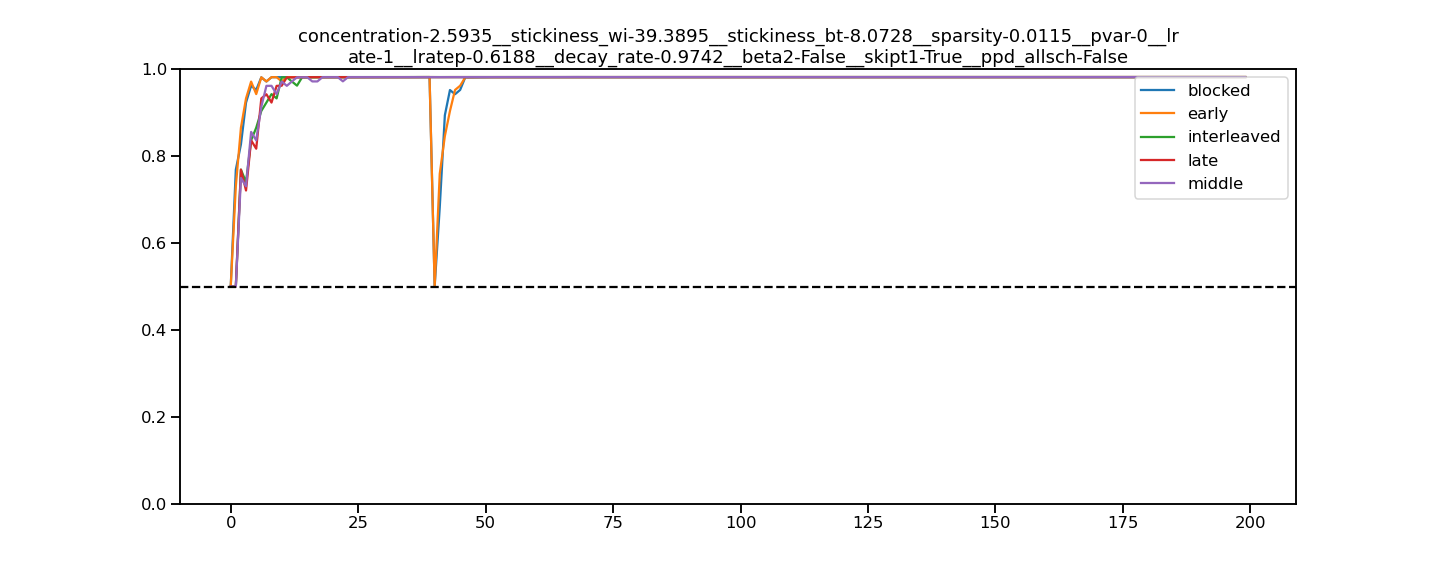 concentration-2.5935__stickiness_wi-39.3895__stickiness_bt-8.0728__sparsity-0.0115__pvar-0__lr
ate-1__lratep-0.6188__decay_rate-0.9742__beta2-False__skipt1-True__ppd_allsch-False
1.0
0.8
0.6
0.4
0.2
0.0
blocked
early
interleaved
late
middle
0 25 50 75 100 125 150 175 200